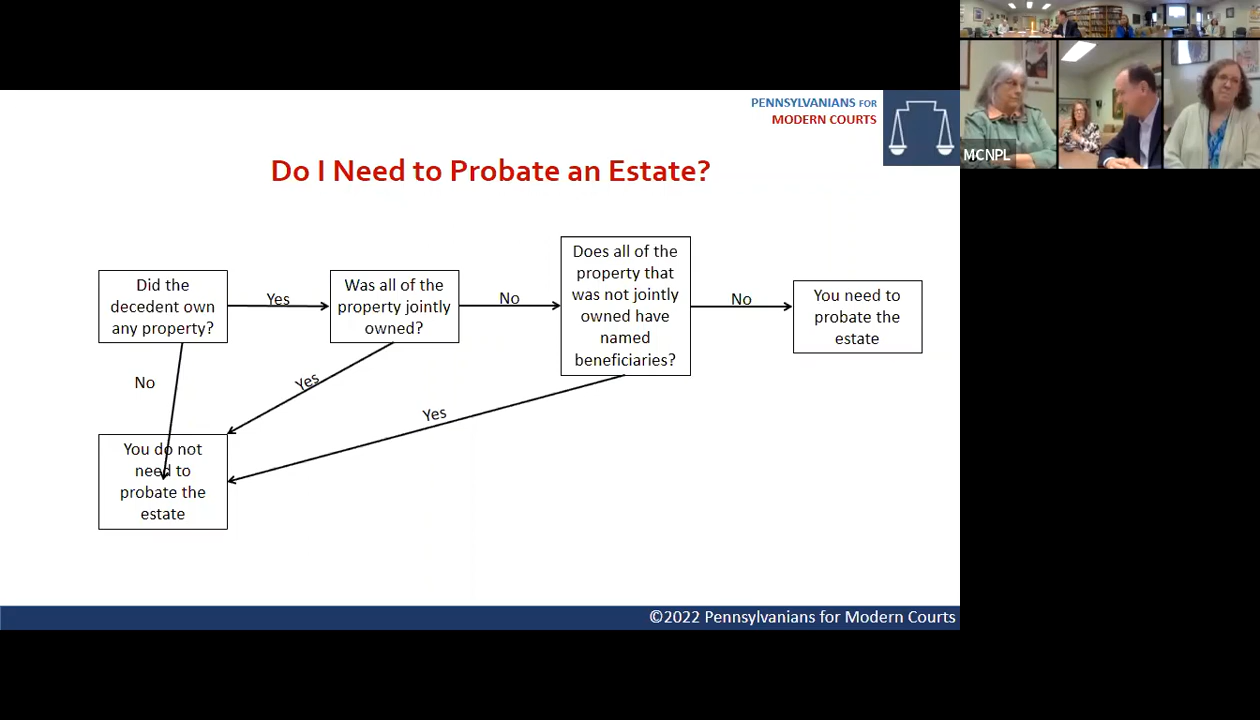 PENNSYLVANIANS FOR
MODERN COURTS
Do I Need to Probate an Estate?
Did the
decedent own
any property?
Yes
Was all of the
property jointly
owned?
No
Does all of the
property that
was not jointly
owned have
named
beneficiaries?
No
You need to
probate the
estate
No
Yes
Yes
You do not
need to
probate the
estate
©2022 Pennsylvanians for Modern Courts
MCNPL